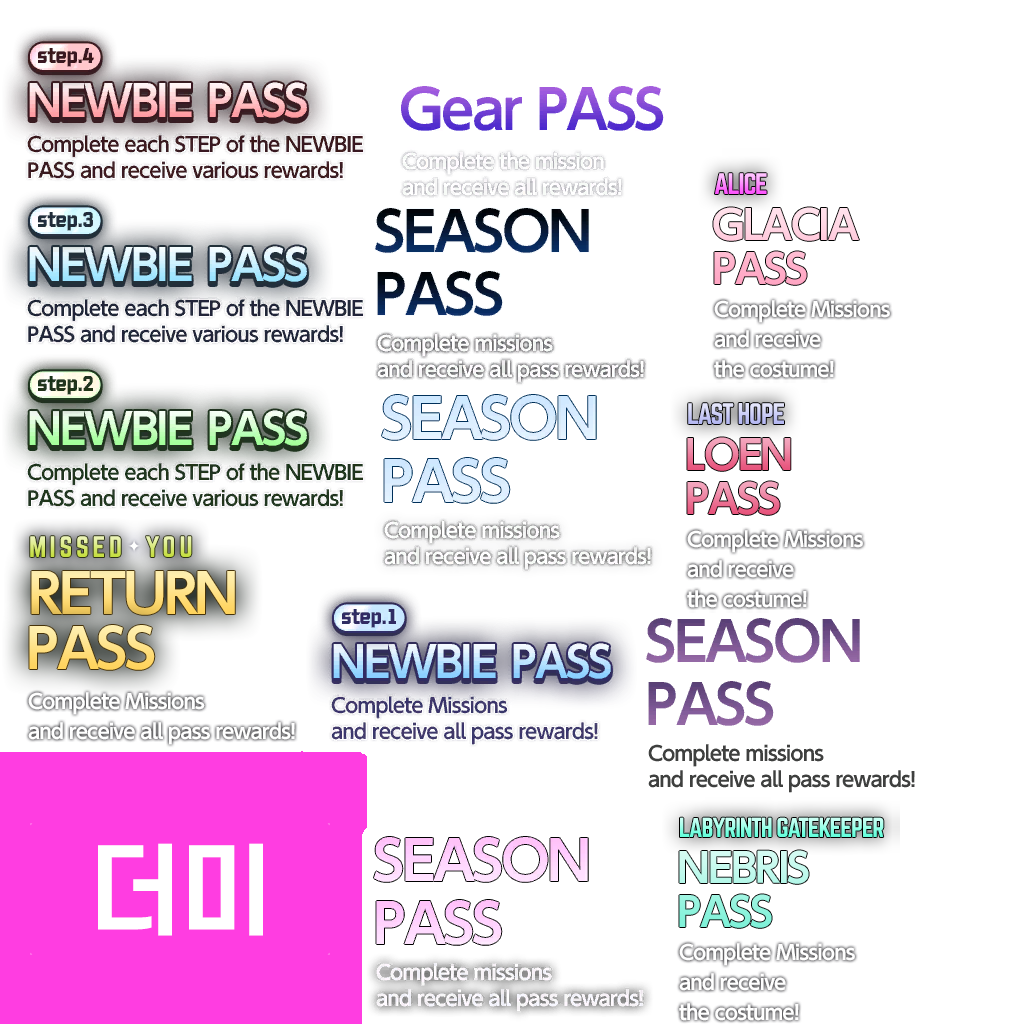 step.4
NEWBIE PASS
Complete each STEP of the NEWBIE
PASS and receive various rewards!
step.3
NEWBIE PASS
Complete each STEP of the NEWBIE
PASS and receive various rewards!
step.2
NEWBIE PASS
Complete each STEP of the NEWBIE
PASS and receive various rewards!
MISSED YOU
RETURN
PASS
Complete Missions
and receive all pass rewards!
더미
Gear PASS
Complete the mission
and receive all rewards!
SEASON
PASS
Complete missions
and receive all pass rewards!
SEASON
PASS
Complete missions
and receive all pass rewards!
step.1
NEWBIE PASS
Complete Missions
and receive all pass rewards!
SEASON
PASS
Complete missions
and receive all pass rewards!
ALICE
GLACIA
PASS
Complete Missions
and receive
the costume!
LAST HOPE
LOEN
PASS
Complete Missions
and receive
the costume!
SEASON
PASS
Complete missions
and receive all pass rewards!
LABYRINTH GATEKEEPER
NEBRIS
PASS
Complete Missions
and receive
the costume!